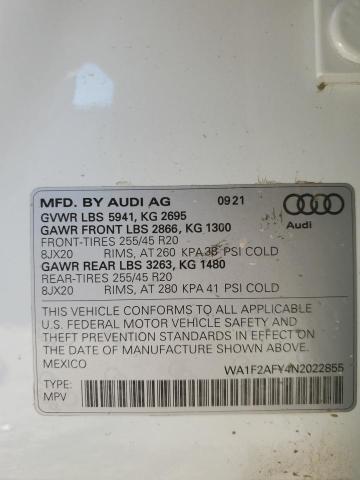 MFD. BY AUDI AG 09 21
GVWR LBS 5941, KG 2695
GAWR FRONT LBS 2866, KG 1300
FRONT-TIRES 255/45 R20
8JX20 RIMS, AT 260 KPA 38 PSI COLD
GAWR REAR LBS 3263, KG 1480
REAR-TIRES 255/45 R20
8JX20 RIMS, AT 280 KPA 41 PSI COLD
Audi
THIS VEHICLE CONFORMS TO ALL APPLICABLE
U.S. FEDERAL MOTOR VEHICLE SAFETY AND
THEFT PREVENTION STANDARDS IN EFFECT ON THE
DATE OF MANUFACTURE SHOWN ABOVE.
MEXICO WA1F2AFY4N2022855
TYPE:
MPV